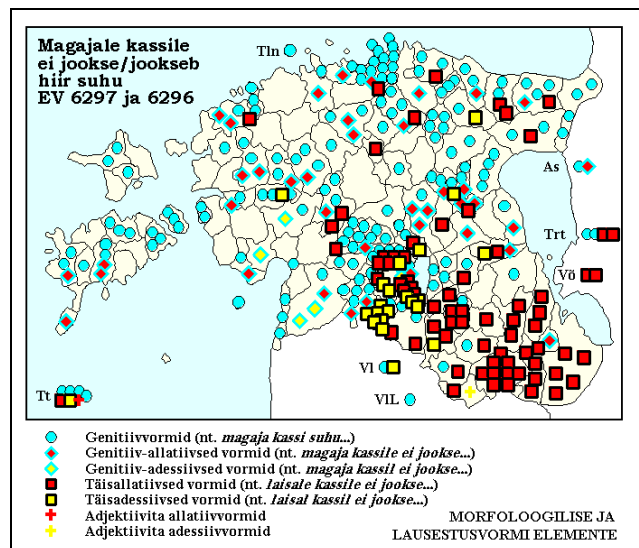 Magajale kassile
ei jookse/jookseb
hiir suhu
EV 6297 ja 6296
Tln
As
Trt
Võ
Vl
VlL
Tt
Genitiivvormid (nt. magaja kassi suhu...)
Genitiiv-allatiivsed vormid (nt. magaja kassile ei jookse...)
Genitiiv-adessiivsed vormid (nt. magaja kassil ei jookse...)
Täisallatiivsed vormid (nt. laisale kassile ei jookse...)
Täisadessiivsed vormid (nt. laisal kassil ei jookse...)
Adjektiivita allatiivvormid
Adjektiivita adessiivvormid
MORFOLOOGILISE JA
LAUSESTUSVORMI ELEMENTE